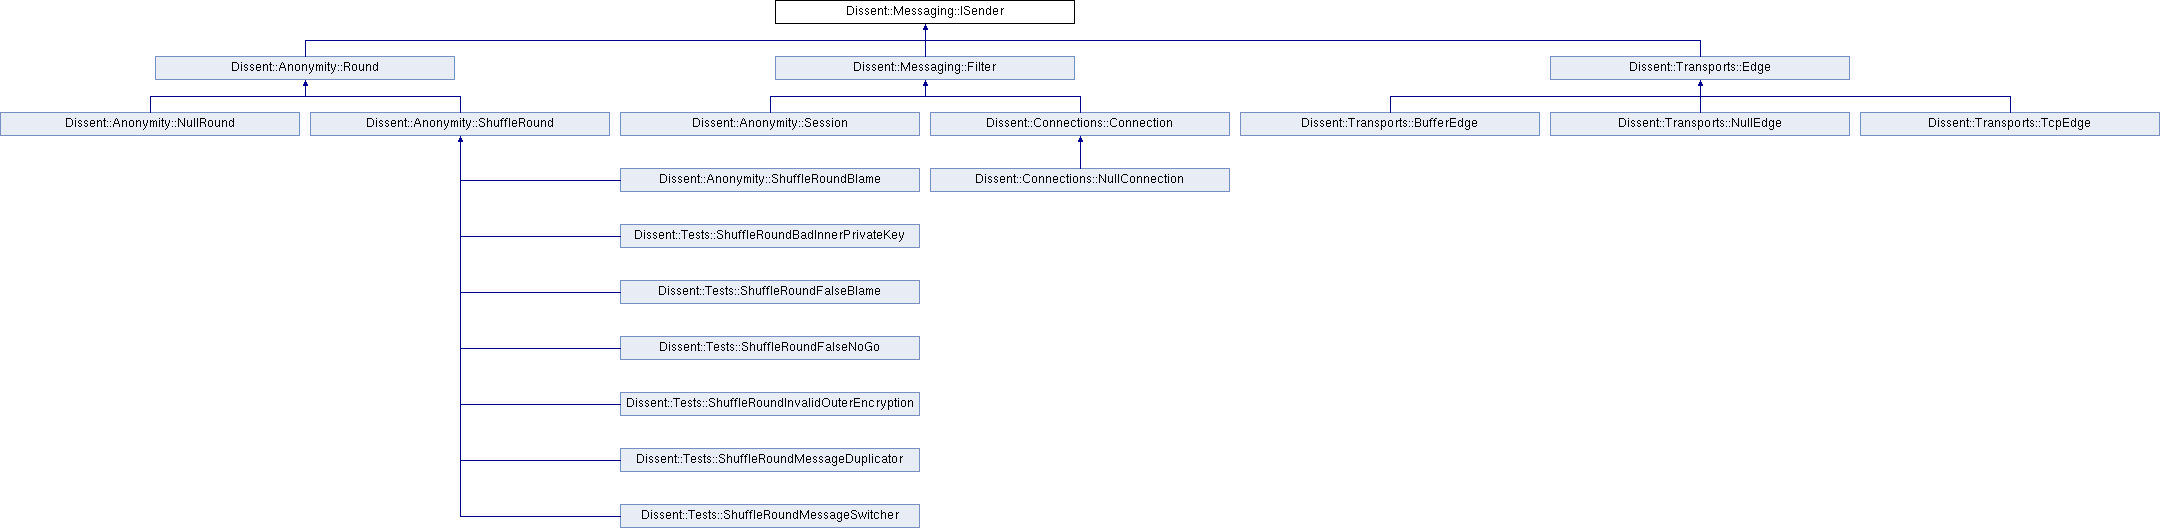 Dissent::Messaging::ISender
Dissent::Anonymity::Round
Dissent::Messaging::Filter
Dissent::Transports::Edge
Dissent::Anonymity::NullRound
Dissent::Anonymity::ShuffleRound
Dissent::Anonymity::Session
Dissent::Connections::Connection
Dissent::Transports::BufferEdge
Dissent::Transports::NullEdge
Dissent::Transports::TcpEdge
Dissent::Anonymity::ShuffleRoundBlame
Dissent::Connections::NullConnection
Dissent::Tests::ShuffleRoundBadInnerPrivateKey
Dissent::Tests::ShuffleRoundFalseBlame
Dissent::Tests::ShuffleRoundFalseNoGo
Dissent::Tests::ShuffleRoundInvalidOuterEncryption
Dissent::Tests::ShuffleRoundMessageDuplicator
Dissent::Tests::ShuffleRoundMessageSwitcher